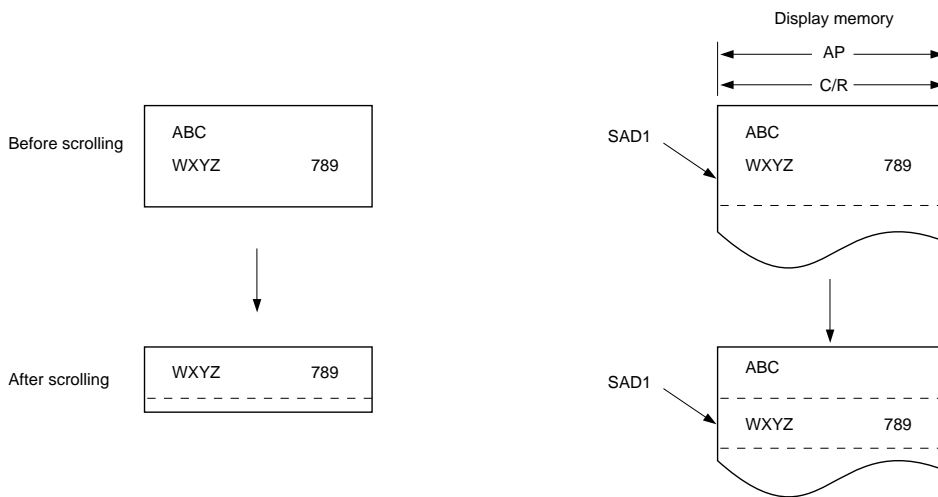 Display memory
AP
C/R
Before scrolling
ABC
WXYZ 789
SAD1
ABC
WXYZ 789
After scrolling
WXYZ 789
SAD1
ABC
WXYZ 789